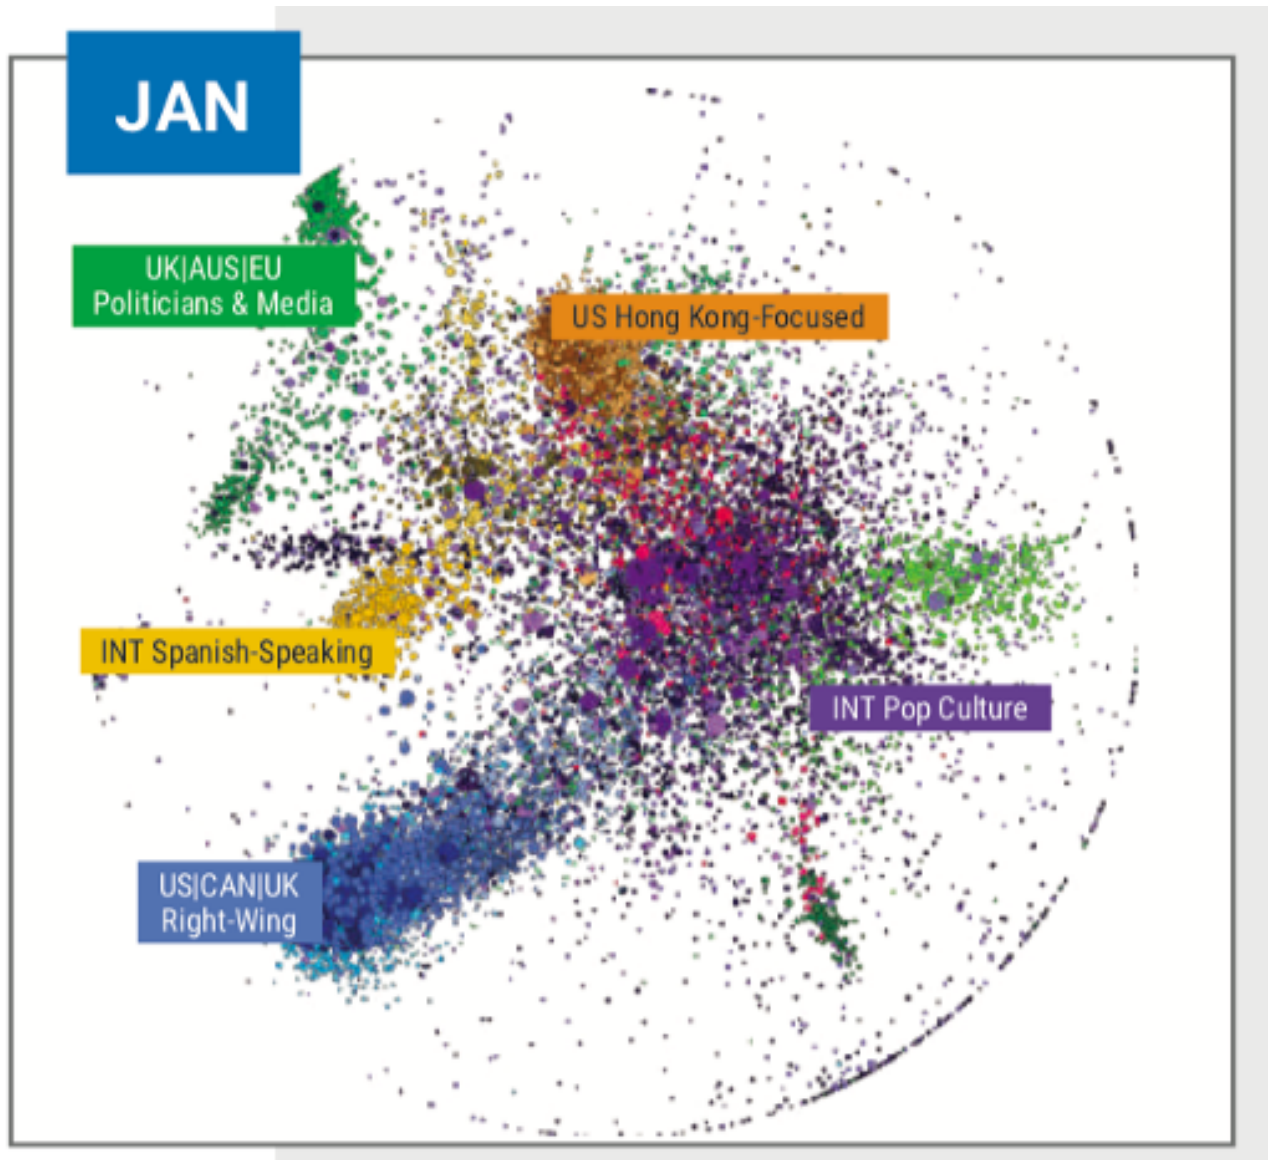 JAN
UK|AUS|EU
Politicians & Media
US Hong Kong-Focused
INT Spanish-Speaking
INT Pop Culture
US|CAN|UK
Right-Wing